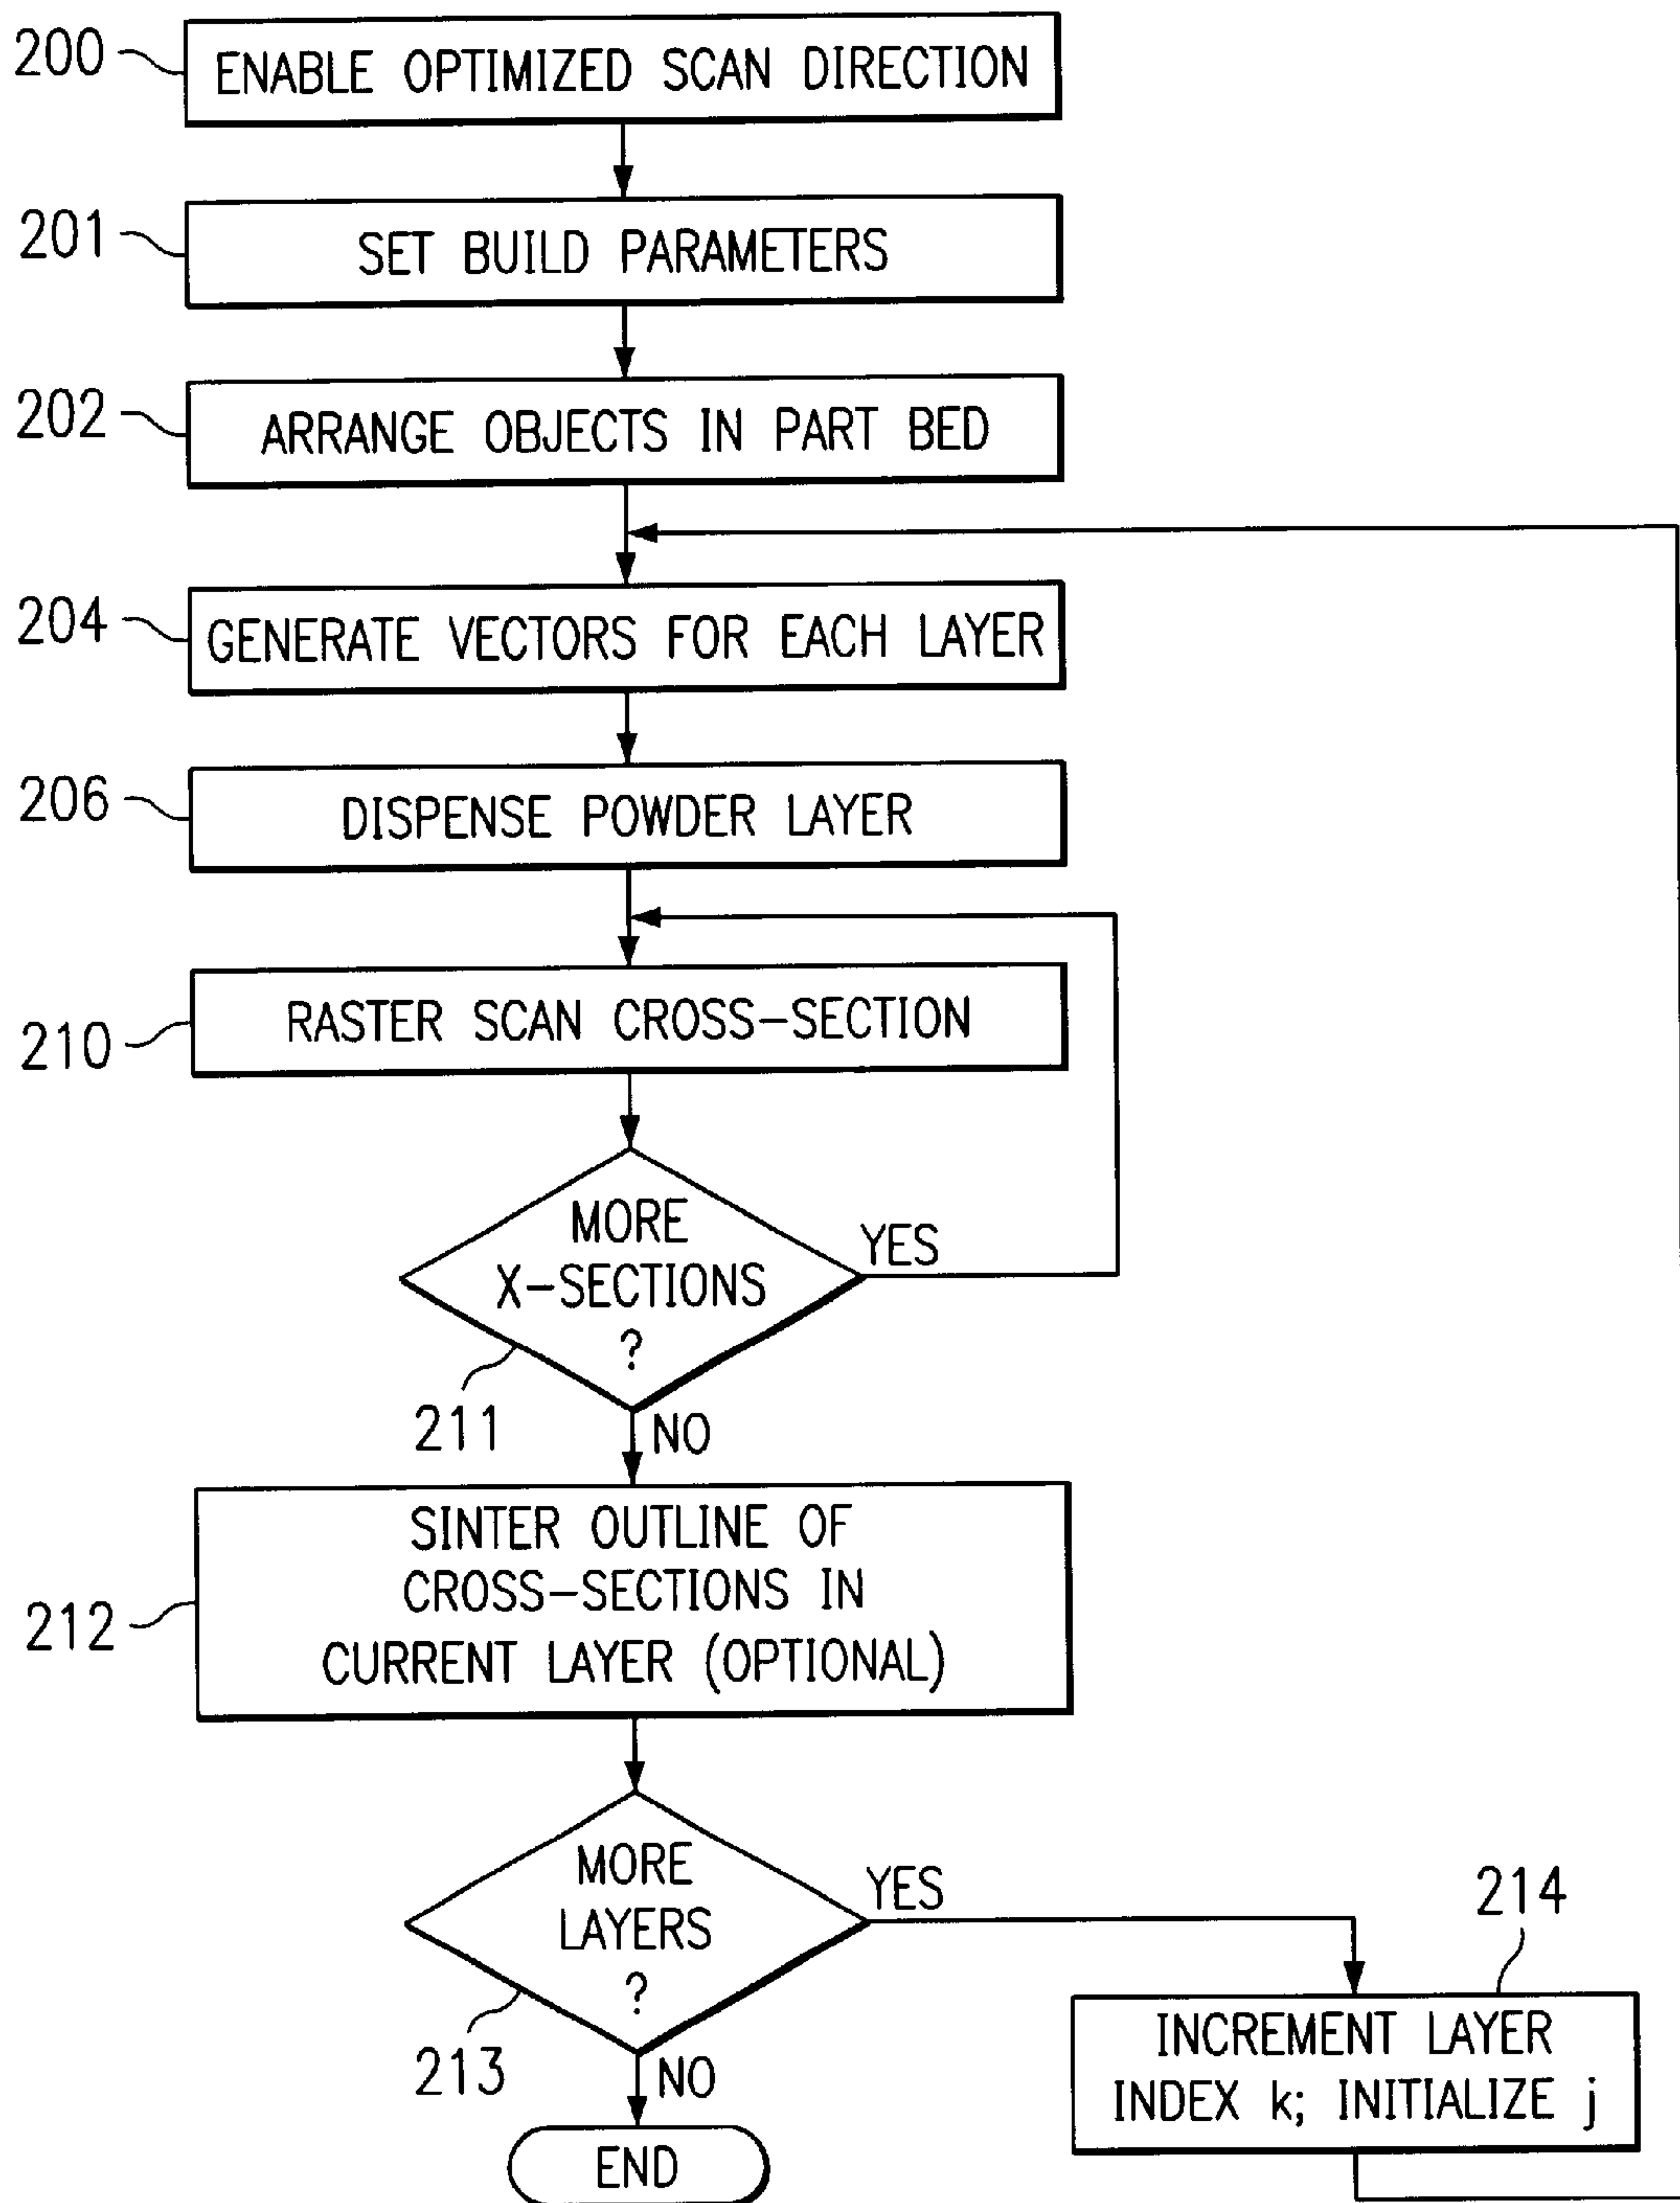 200
ENABLE OPTIMIZED SCAN DIRECTION
201
SET BUILD PARAMETERS
202
ARRANGE OBJECTS IN PART BED
204
GENERATE VECTORS FOR EACH LAYER
206
DISPENSE POWDER LAYER
210
RASTER SCAN CROSS-SECTION
MORE
X-SECTIONS
?
YES
211
NO
212
SINTER OUTLINE OF
CROSS-SECTIONS IN
CURRENT LAYER (OPTIONAL)
MORE
LAYERS
?
YES
213
NO
214
INCREMENT LAYER
INDEX k; INITIALIZE j
END